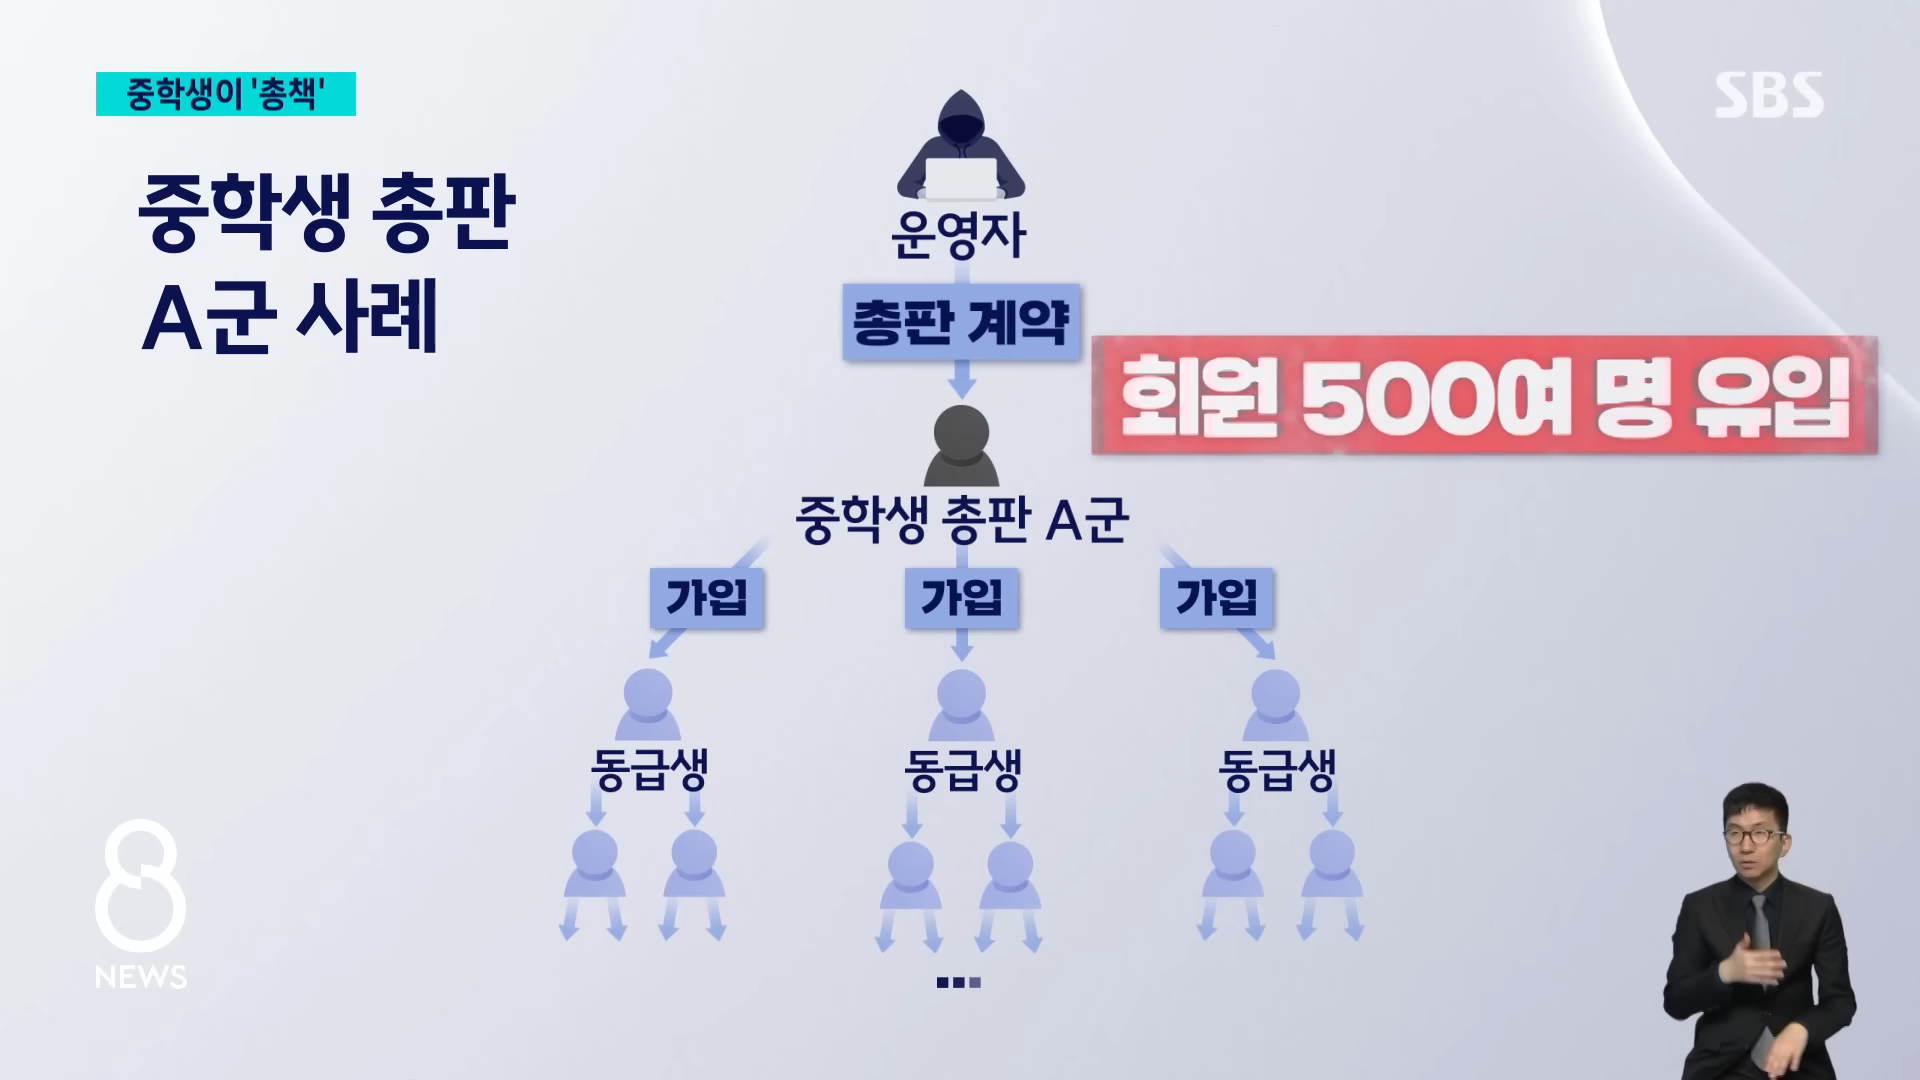 중학생이 '총책'
SBS
중학생 총판
A군 사례
운영자
총판 계약
회원 500여 명 유입
중학생 총판 A군
가입 가입 가입
동급생 동급생 동급생
8
NEWS